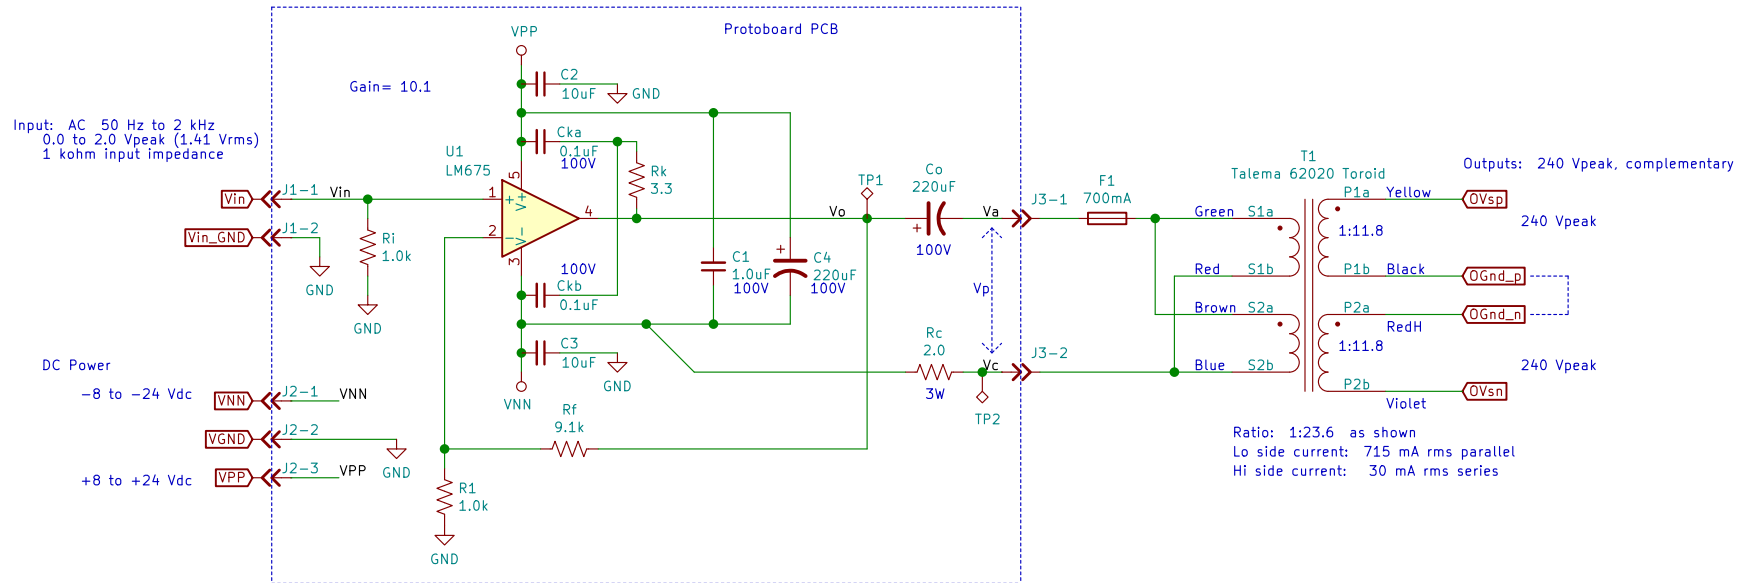 Protoboard PCB
VPP
Gain= 10.1
C2
10uF
GND
Input:  AC  50 Hz to 2 kHz
0.0 to 2.0 Vpeak (1.41 Vrms)
1 kohm input impedance
Cka
0.1uF
100V
U1
LM675
Rk
3.3
5
V+
+
1
4
2
-
V-
3
Vin
J1-1
Vin
Vin_GND
J1-2
GND
Ri
1.0k
GND
100V
Ckb
0.1uF
C1
1.0uF
100V
+
C4
220uF
100V
TP1
Vo
Co
220uF
+
100V
Va
J3-1
F1
700mA
Vp
T1
Talema 62020 Toroid
Outputs:  240 Vpeak, complementary
Green
S1a
P1a
Yellow
OVsp
1:11.8
240 Vpeak
Red
S1b
P1b
Black
OGnd_p
Brown
S2a
P2a
RedH
OGnd_n
1:11.8
240 Vpeak
Blue
S2b
P2b
Violet
OVsn
C3
10uF
GND
VNN
Rc
2.0
3W
Vc
J3-2
TP2
DC Power
-8 to -24 Vdc
VNN
J2-1
VNN
VGND
J2-2
GND
+8 to +24 Vdc
VPP
J2-3
VPP
Rf
9.1k
R1
1.0k
GND
Ratio:  1:23.6  as shown
Lo side current:  715 mA rms parallel
Hi side current:   30 mA rms series